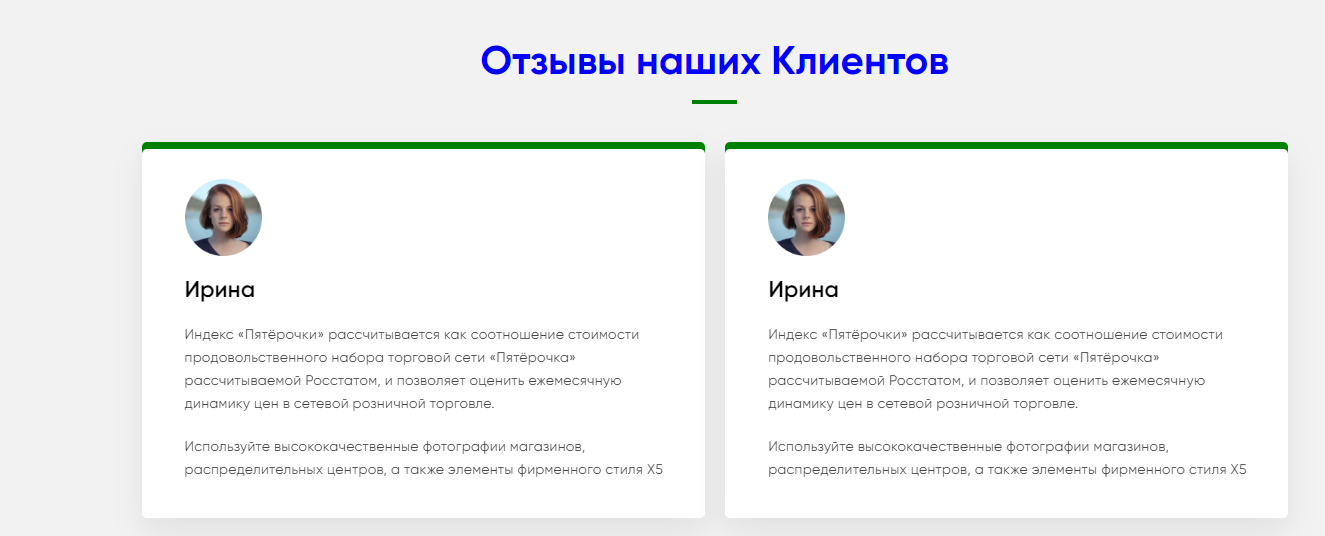 Отзывы наших Клиентов
Ирина
Индекс «Пятёрочки» рассчитывается как соотношение стоимости
продовольственного набора торговой сети «Пятёрочка»
рассчитываемой Росстатом, и позволяет оценить ежемесячную
динамику цен в сетевой розничной торговле.
Используйте высококачественные фотографии магазинов,
распределительных центров, а также элементы фирменного стиля X5
Ирина
Индекс «Пятёрочки» рассчитывается как соотношение стоимости
продовольственного набора торговой сети «Пятёрочка»
рассчитываемой Росстатом, и позволяет оценить ежемесячную
динамику цен в сетевой розничной торговле.
Используйте высококачественные фотографии магазинов,
распределительных центров, а также элементы фирменного стиля X5